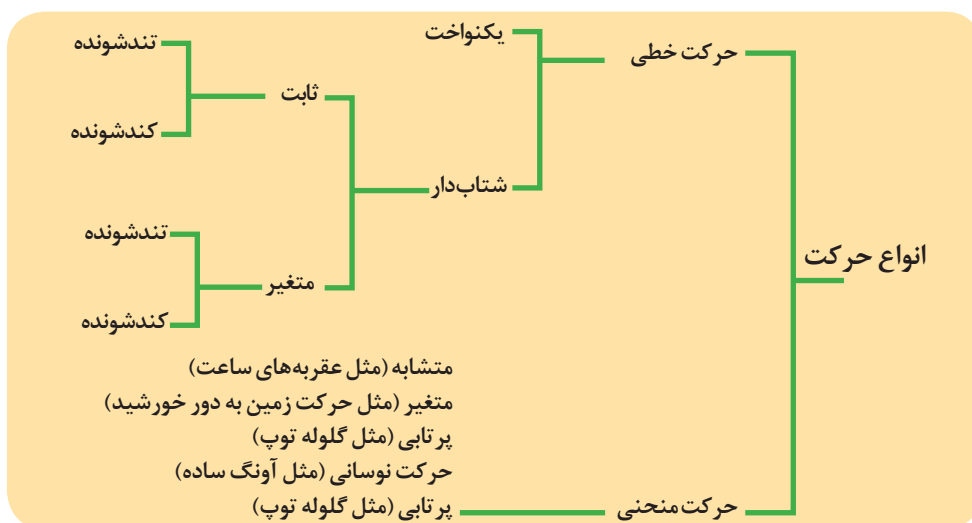 انواع حرکت
حرکت خطی
یکنواخت
شتاب‌دار
ثابت
تندشونده
کندشونده
متغیر
تندشونده
کندشونده
حرکت منحنی
متشابه (مثل عقربه‌های ساعت)
متغیر (مثل حرکت زمین به دور خورشید)
پرتابی (مثل گلوله توپ)
حرکت نوسانی (مثل آونگ ساده)
پرتابی (مثل گلوله توپ)